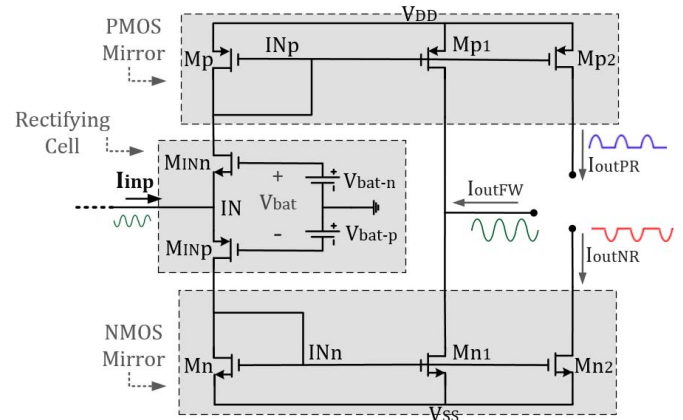 PMOS
Mirror
VDD
Mp
INp
Mp1
Mp2
Rectifying
Cell
MINn
+
Vbat
-
+
-
Vbat-n
+
-
Vbat-p
Iinp
IN
MINp
IoutFW
IoutPR
IoutNR
NMOS
Mirror
Mn
INn
Mn1
Mn2
VSS